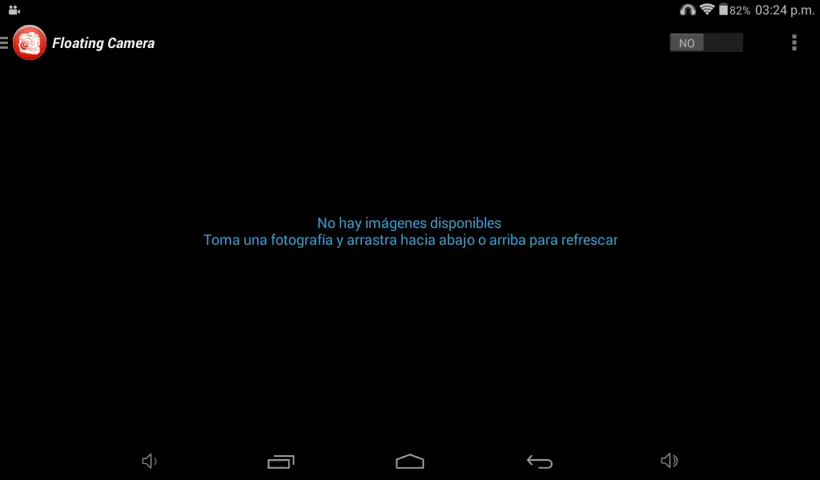 82% 03:24 p.m.
Floating Camera
NO
No hay imágenes disponibles
Toma una fotografía y arrastra hacia abajo o arriba para refrescar